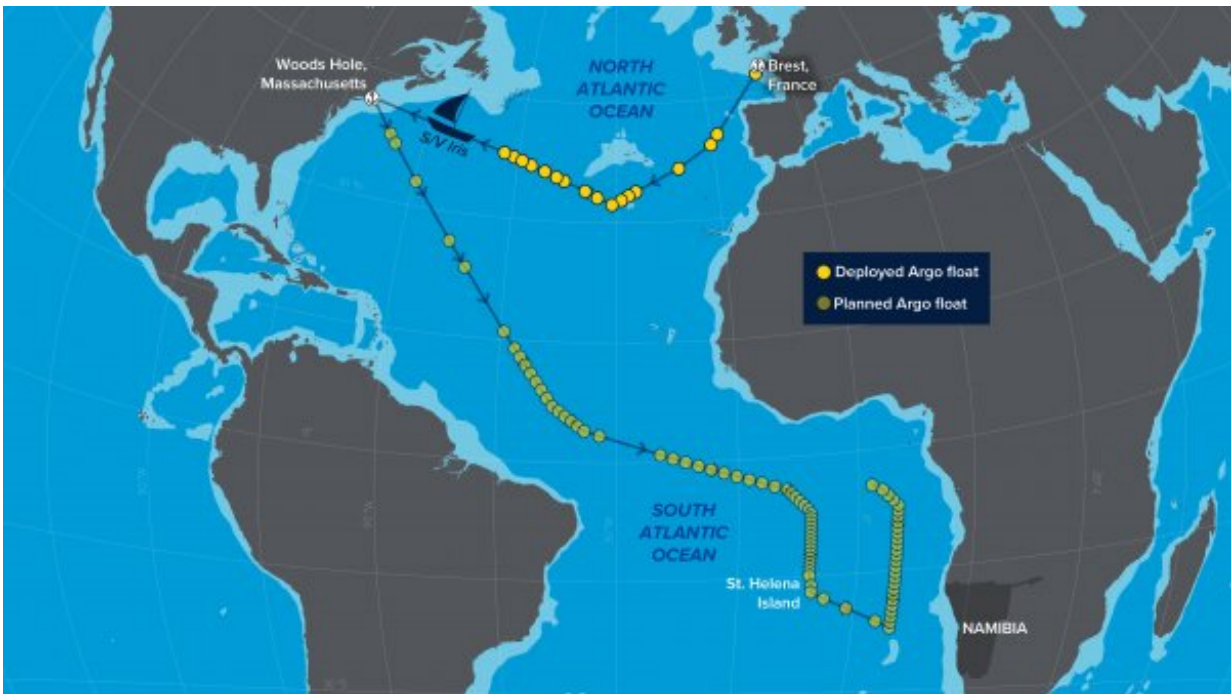 Woods Hole,
Massachusetts
NORTH
ATLANTIC
OCEAN
Brest,
France
S/V Iris
Deployed Argo float
Planned Argo float
SOUTH
ATLANTIC
OCEAN
St. Helena
Island
NAMIBIA